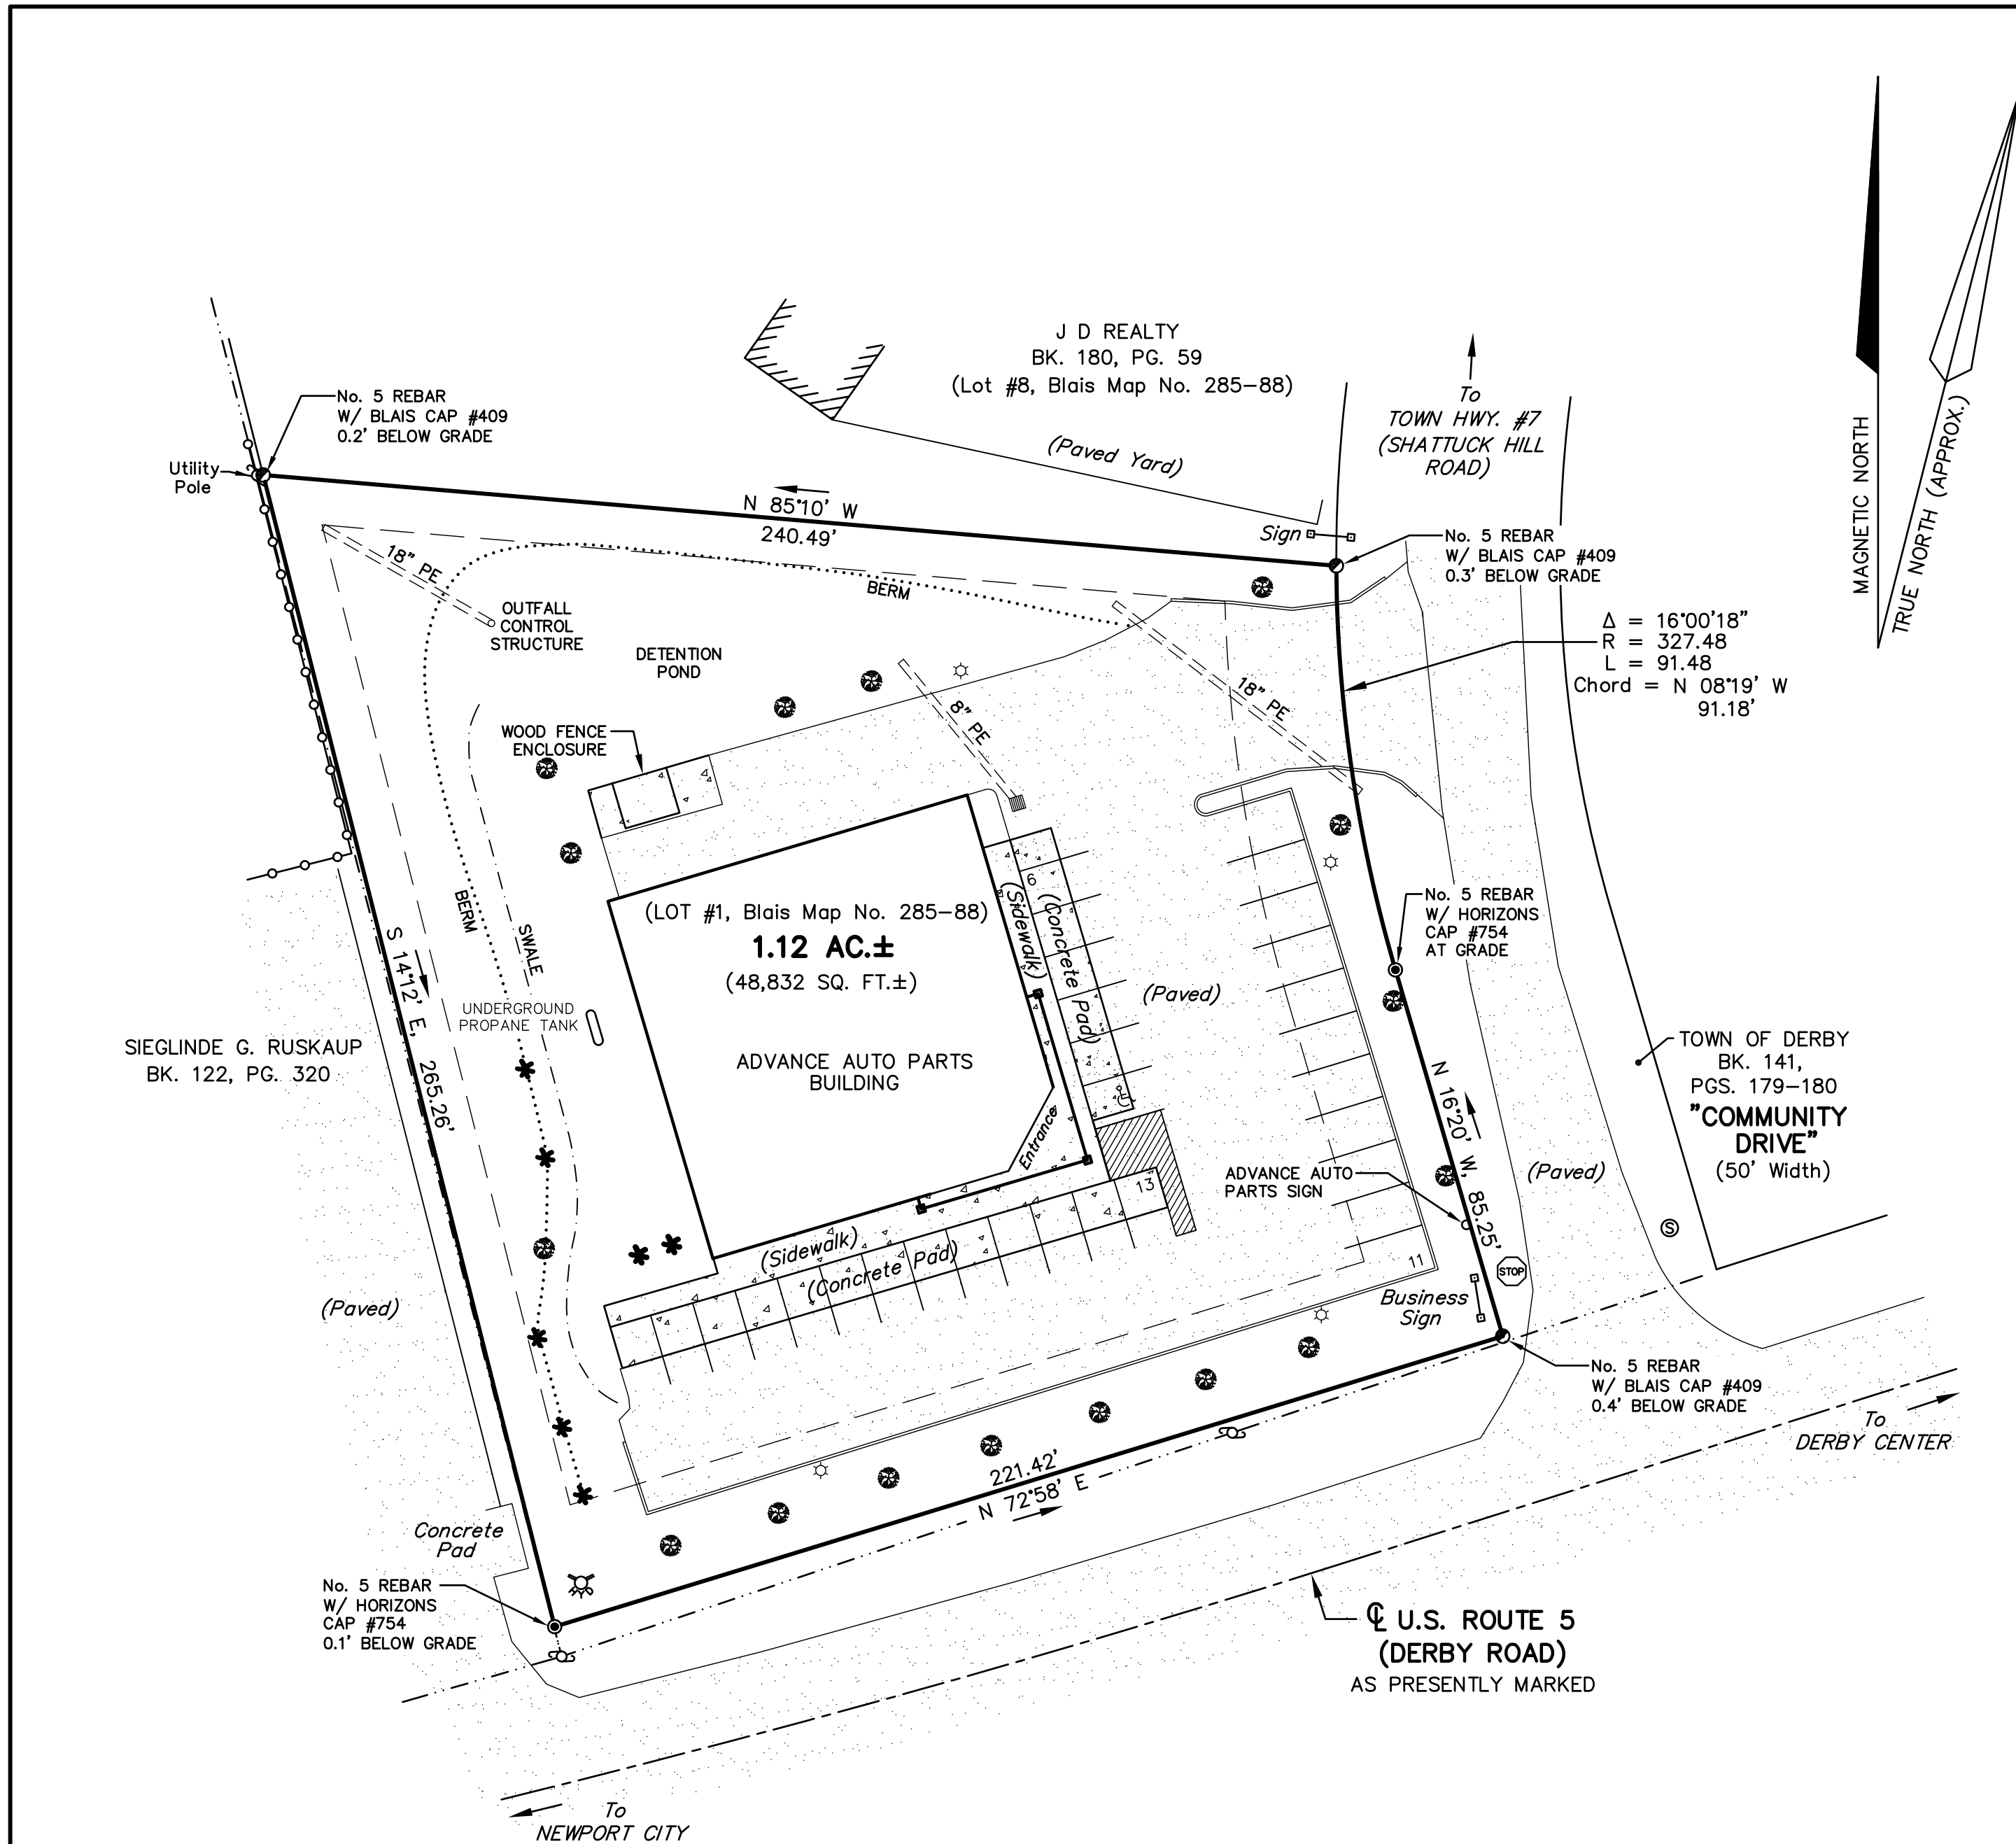 J D REALTY
BK. 180, PG. 59
(Lot #8, Blais Map No. 285-88)
(Paved Yard)
To
TOWN HWY. #7
(SHATTUCK HILL
ROAD)
MAGNETIC NORTH
TRUE NORTH (APPROX.)
No. 5 REBAR
W/ BLAIS CAP #409
0.2' BELOW GRADE
Utility
Pole
N 85°10' W
240.49'
Sign
No. 5 REBAR
W/ BLAIS CAP #409
0.3' BELOW GRADE
Δ = 16°00'18"
R = 327.48
L = 91.48
Chord = N 08°19' W
91.18'
18" PE
OUTFALL
CONTROL
STRUCTURE
BERM
DETENTION
POND
WOOD FENCE
ENCLOSURE
8" PE
18" PE
BERM
SWALE
S 14°12' E, 265.26'
(LOT #1, Blais Map No. 285-88)
1.12 AC.±
(48,832 SQ. FT.±)
6
(Sidewalk)
(Concrete Pad)
(Paved)
No. 5 REBAR
W/ HORIZONS
CAP #754
AT GRADE
UNDERGROUND
PROPANE TANK
SIEGLINDE G. RUSKAUP
BK. 122, PG. 320
ADVANCE AUTO PARTS
BUILDING
Entrance
N 16°20' W, 85.25'
TOWN OF DERBY
BK. 141,
PGS. 179-180
"COMMUNITY
DRIVE"
(50' Width)
(Paved)
ADVANCE AUTO
PARTS SIGN
13
S
(Sidewalk)
(Concrete Pad)
11
STOP
Business
Sign
(Paved)
No. 5 REBAR
W/ BLAIS CAP #409
0.4' BELOW GRADE
To
DERBY CENTER
221.42'
N 72°58' E
Concrete
Pad
No. 5 REBAR
W/ HORIZONS
CAP #754
0.1' BELOW GRADE
℄ U.S. ROUTE 5
(DERBY ROAD)
AS PRESENTLY MARKED
To
NEWPORT CITY